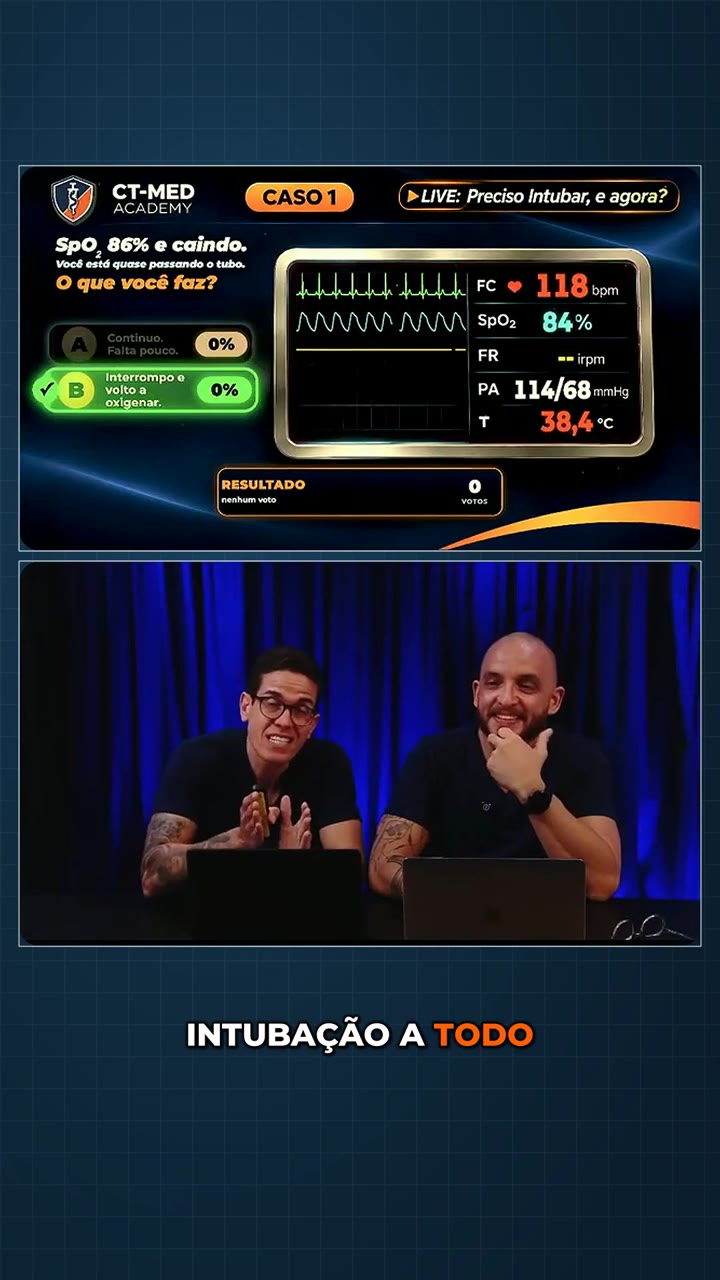 CT-MED
ACADEMY
CASO 1
LIVE: Preciso Intubar, e agora?
SpO2 86% e caindo.
Você está quase passando o tubo.
O que você faz?
A
Continuo.
Falta pouco.
0%
B
Interrompo e
volto a
oxigenar.
0%
FC 118 bpm
SpO2 84%
FR -- irpm
PA 114/68 mmHg
T 38,4 °C
RESULTADO
nenhum voto
0
VOTOS
INTUBAÇÃO A TODO